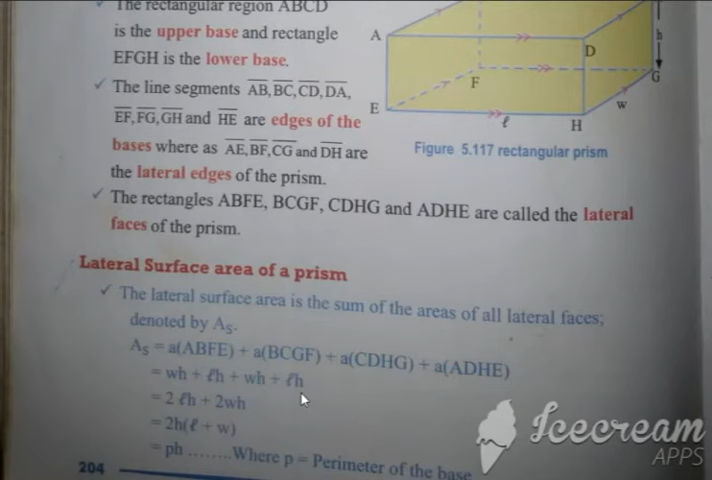 The rectangular region ABCD
is the upper base and rectangle
EFGH is the lower base.
✓ The line segments AB, BC, CD, DA,
EF, FG, GH and HE are edges of the
bases where as AE, BF, CG and DH are
the lateral edges of the prism.
✓ The rectangles ABFE, BCGF, CDHG and ADHE are called the lateral
faces of the prism.
A
D
h
F
G
E
w
ℓ
H
Figure 5.117 rectangular prism
Lateral Surface area of a prism
✓ The lateral surface area is the sum of the areas of all lateral faces;
denoted by As.
As = a(ABFE) + a(BCGF) + a(CDHG) + a(ADHE)
= wh + ℓh + wh + ℓh
= 2 ℓh + 2wh
= 2h(ℓ + w)
= ph ........Where p = Perimeter of the base
204
Icecream
APPS